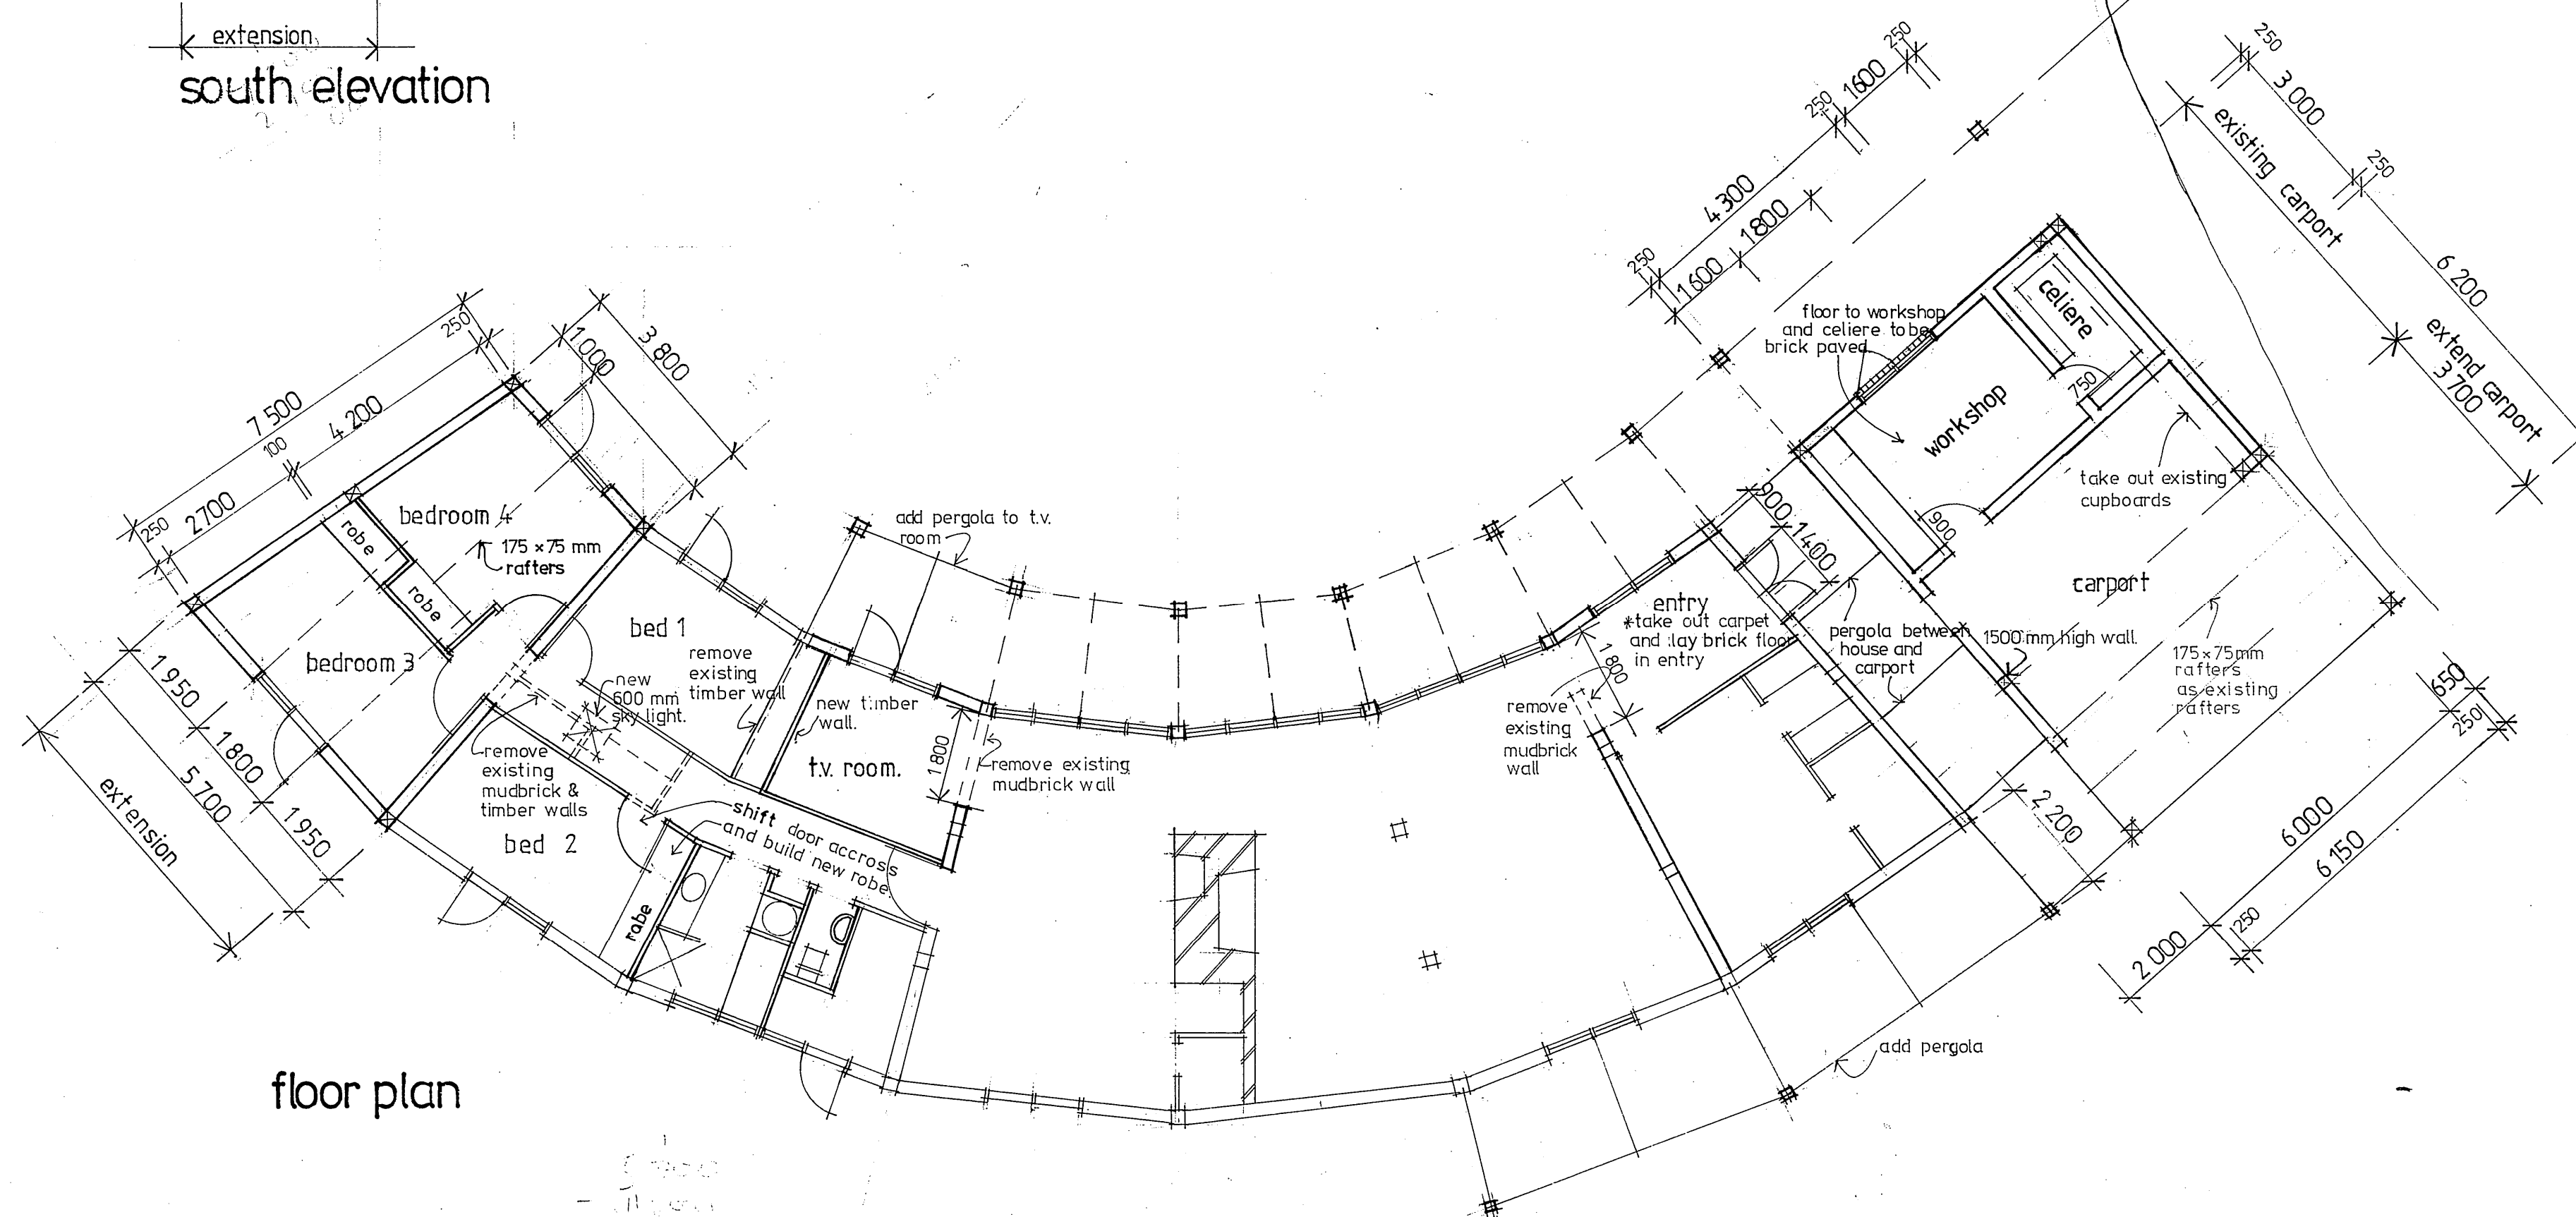 extension
south elevation
250
1600
250
4300
1800
250
1600
250
3 000
250
existing carport
6 200
extend carport
3 700
7 500
250
4 200
100
2700
250
1000
3 800
bedroom 4
175 × 75 mm
rafters
robe
robe
bedroom 3
1 950
1 800
1 950
5 700
extension
bed 1
remove
existing
timber wall
new
600 mm
sky light.
new timber
wall.
t.v. room.
add pergola to t.v.
room
1 800
remove existing
mudbrick wall
remove
existing
mudbrick &
timber walls
bed 2
shift door accross
and build new robe
robe
floor to workshop
and celiere to be
brick paved
celiere
750
workshop
take out existing
cupboards
900
900
1400
entry
*take out carpet
and lay brick floor
in entry
1 800
remove
existing
mudbrick
wall
pergola between
house and
carport
1500 mm high wall.
carport
175 × 75mm
rafters
as existing
rafters
650
250
2 200
6 000
6 150
250
2 000
add pergola
floor plan